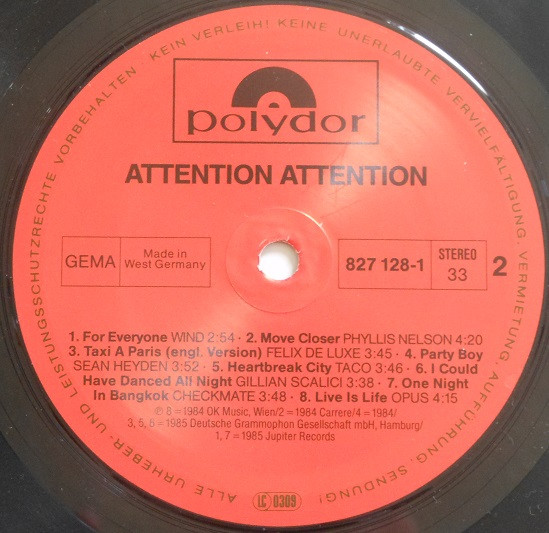 ALLE URHEBER- UND LEISTUNGSSCHUTZRECHTE VORBEHALTEN · KEIN VERLEIH! KEINE UNERLAUBTE VERVIELFÄLTIGUNG, VERMIETUNG, AUFFÜHRUNG, SENDUNG!
polydor
ATTENTION ATTENTION
GEMA
Made in
West Germany
827 128-1
STEREO
33
2
1. For Everyone WIND 2:54 · 2. Move Closer PHYLLIS NELSON 4:20
3. Taxi A Paris (engl. Version) FELIX DE LUXE 3:45 · 4. Party Boy
SEAN HEYDEN 3:52 · 5. Heartbreak City TACO 3:46 · 6. I Could
Have Danced All Night GILLIAN SCALICI 3:38 · 7. One Night
In Bangkok CHECKMATE 3:48 · 8. Live Is Life OPUS 4:15
℗ 8=1984 OK Music, Wien/2=1984 Carrere/4=1984/
3, 5, 6=1985 Deutsche Grammophon Gesellschaft mbH, Hamburg/
1, 7=1985 Jupiter Records
LC 0309